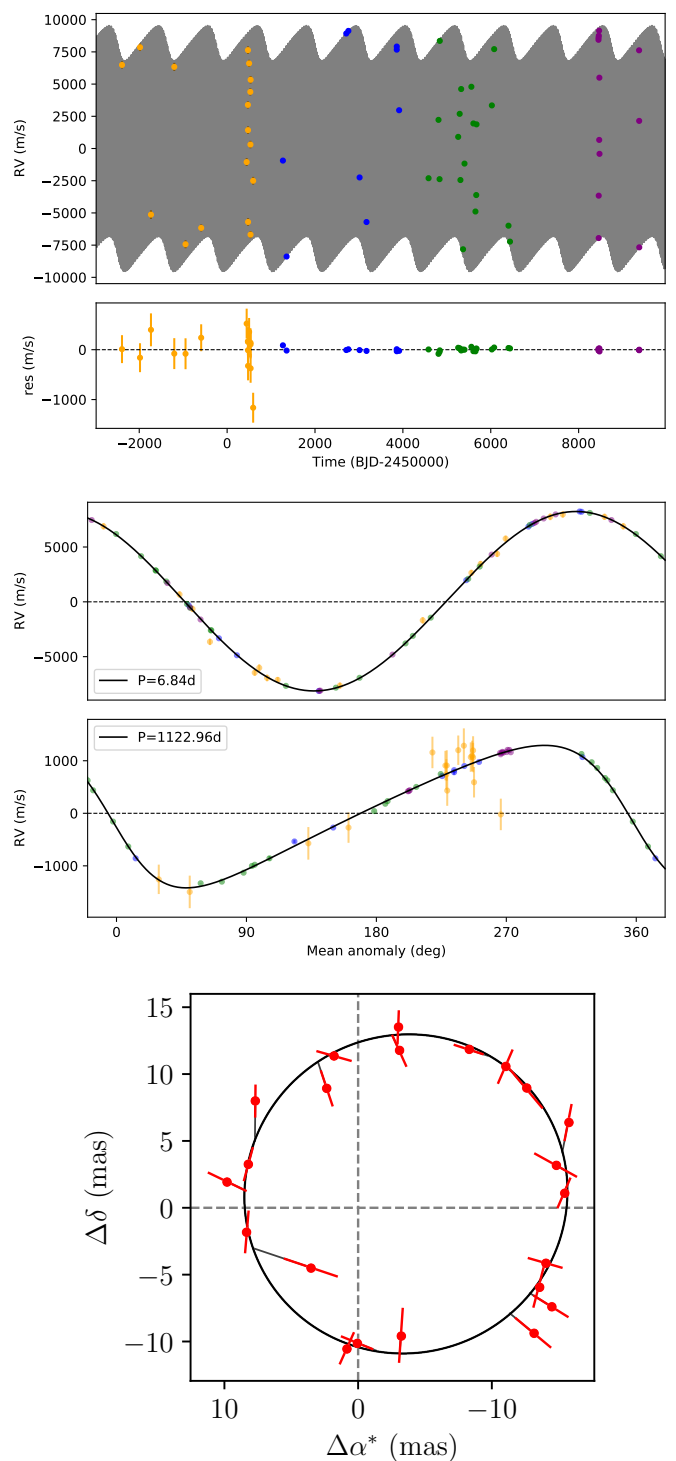 10000
7500
5000
2500
0
−2500
−5000
−7500
−10000
RV (m/s)
0
−1000
res (m/s)
−2000 0 2000 4000 6000 8000
Time (BJD-2450000)
5000
0
−5000
RV (m/s)
P=6.84d
1000
0
−1000
RV (m/s)
P=1122.96d
0 90 180 270 360
Mean anomaly (deg)
15
10
5
0
−5
−10
Δδ (mas)
10 0 −10
Δα* (mas)